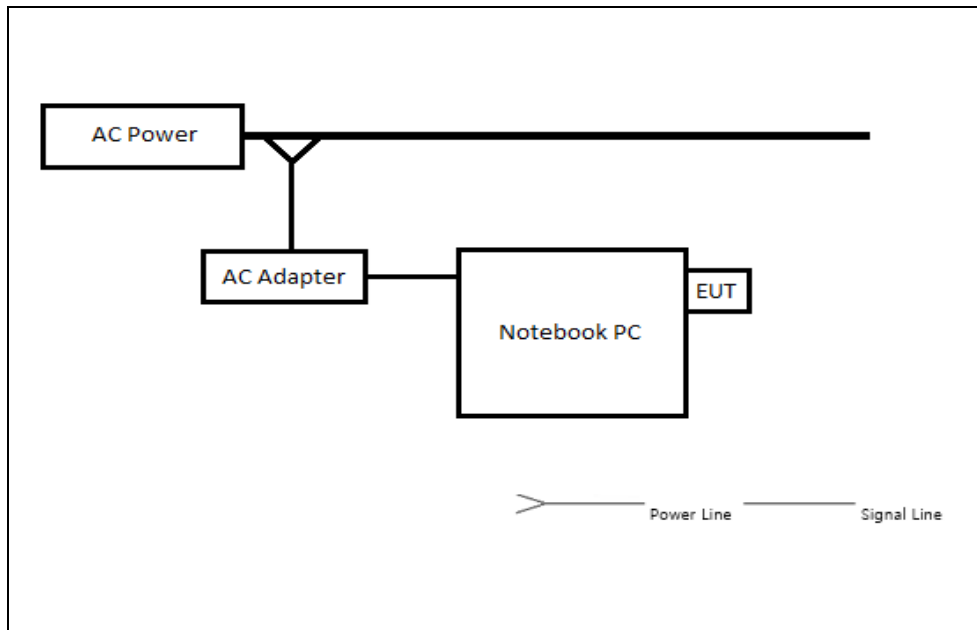 AC Power
AC Adapter
EUT
Notebook PC
Power Line
Signal Line